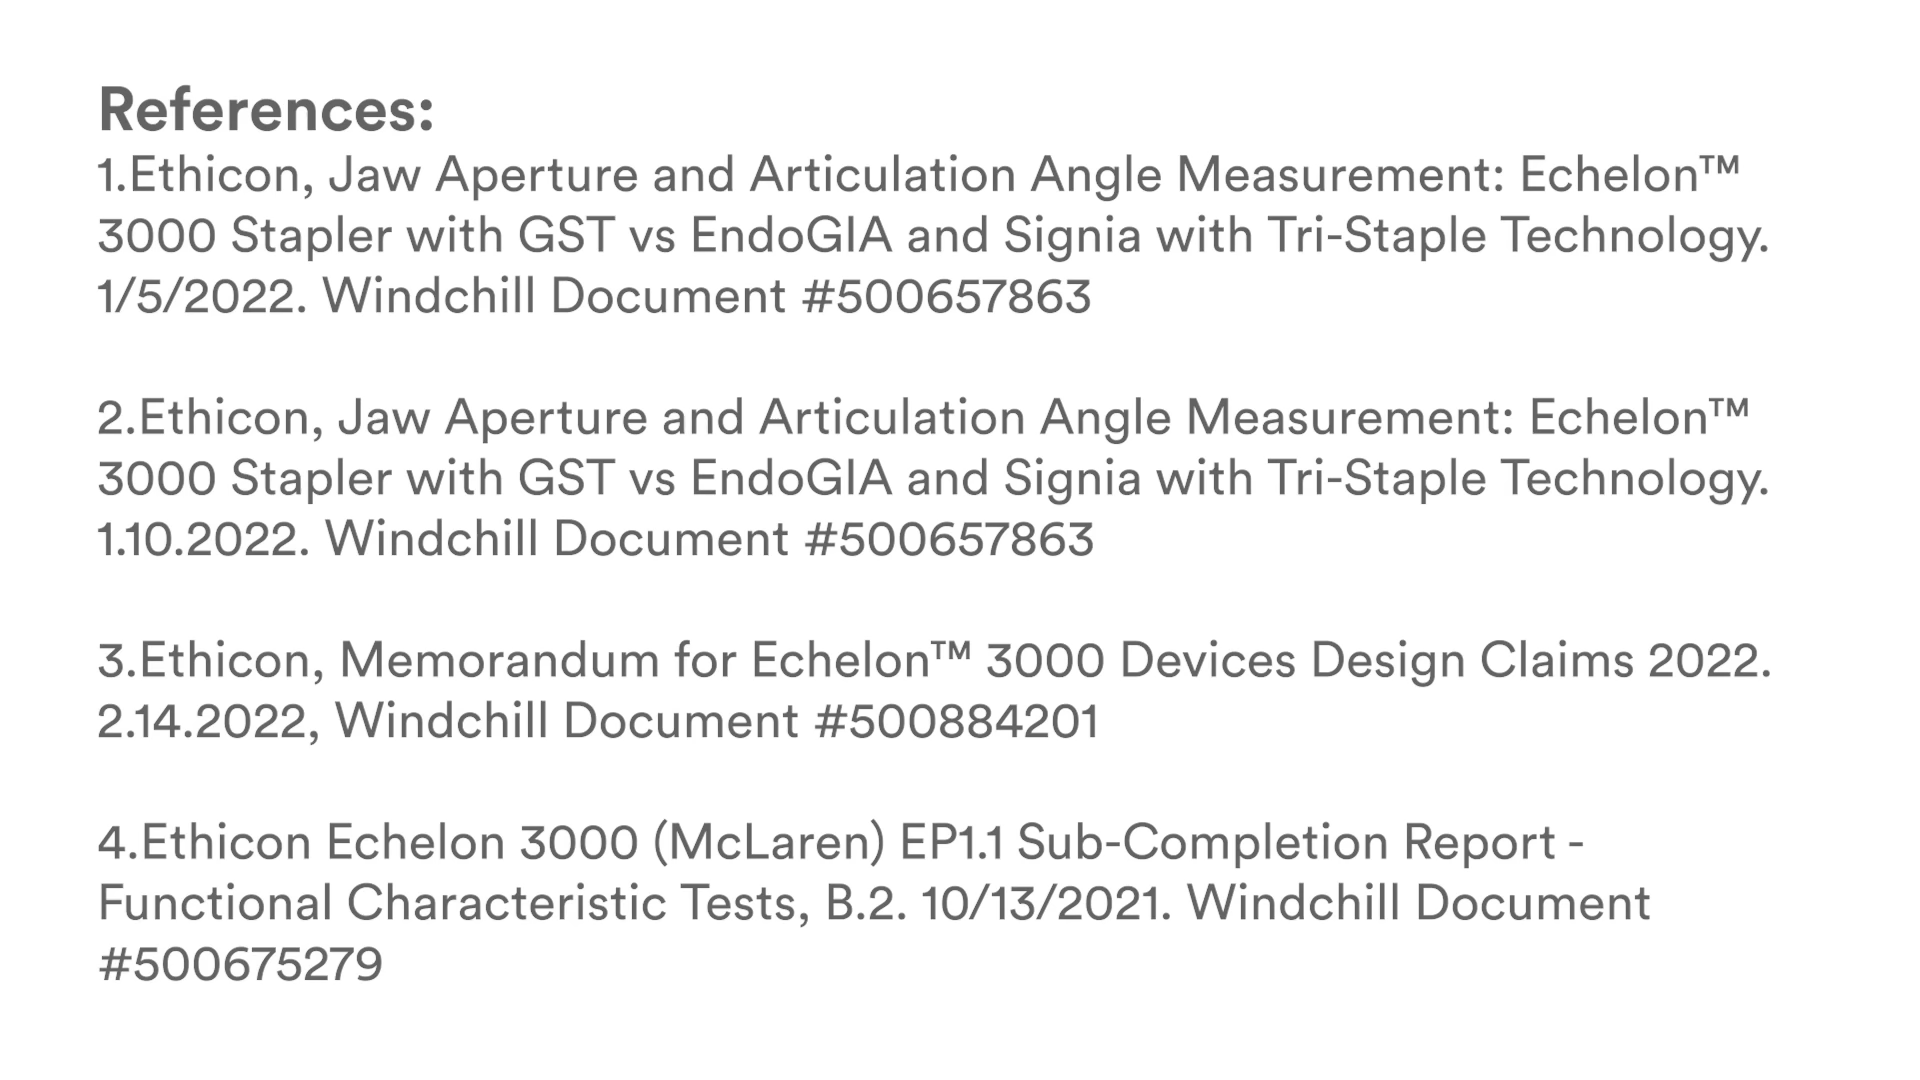 References:
1.Ethicon, Jaw Aperture and Articulation Angle Measurement: Echelon™
3000 Stapler with GST vs EndoGIA and Signia with Tri-Staple Technology.
1/5/2022. Windchill Document #500657863
2.Ethicon, Jaw Aperture and Articulation Angle Measurement: Echelon™
3000 Stapler with GST vs EndoGIA and Signia with Tri-Staple Technology.
1.10.2022. Windchill Document #500657863
3.Ethicon, Memorandum for Echelon™ 3000 Devices Design Claims 2022.
2.14.2022, Windchill Document #500884201
4.Ethicon Echelon 3000 (McLaren) EP1.1 Sub-Completion Report -
Functional Characteristic Tests, B.2. 10/13/2021. Windchill Document
#500675279